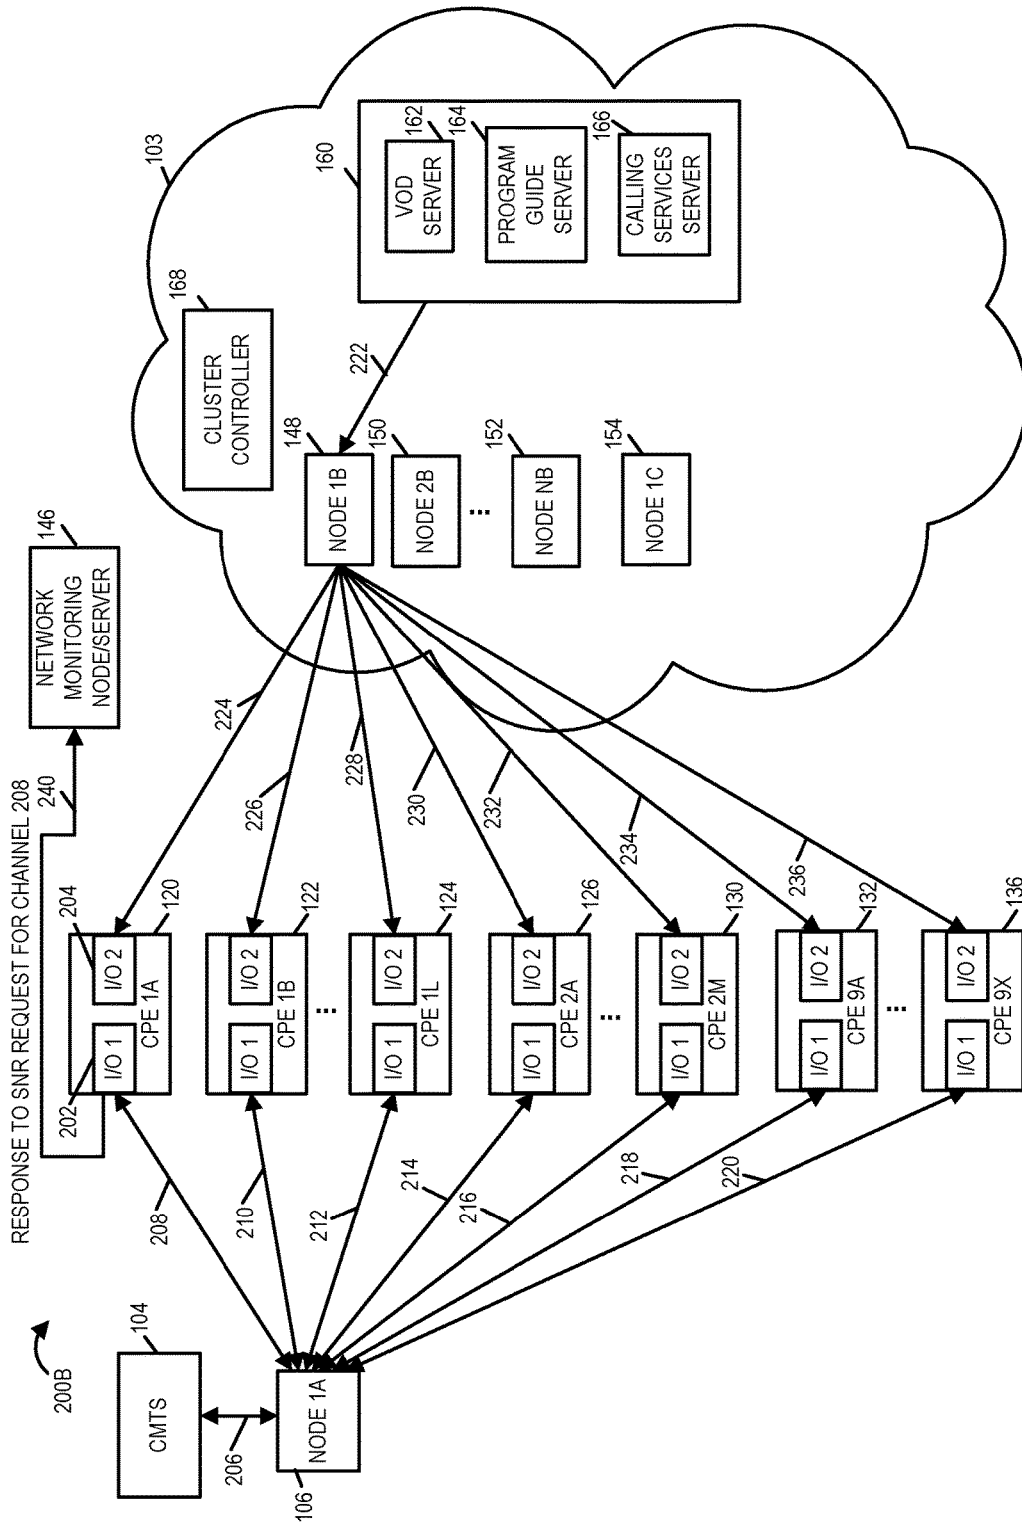 200B
RESPONSE TO SNR REQUEST FOR CHANNEL 208
CMTS
104
206
NODE 1A
106
208
210
212
214
216
218
220
202
204
I/O 1
I/O 2
CPE 1A
120
I/O 1
I/O 2
CPE 1B
122
...
I/O 1
I/O 2
CPE 1L
124
I/O 1
I/O 2
CPE 2A
126
...
I/O 1
I/O 2
CPE 2M
130
I/O 1
I/O 2
CPE 9A
132
...
I/O 1
I/O 2
CPE 9X
136
240
NETWORK
MONITORING
NODE/SERVER
146
224
226
228
230
232
234
236
NODE 1B
148
NODE 2B
150
...
NODE NB
152
NODE 1C
154
CLUSTER
CONTROLLER
168
222
103
160
VOD
SERVER
162
PROGRAM
GUIDE
SERVER
164
CALLING
SERVICES
SERVER
166